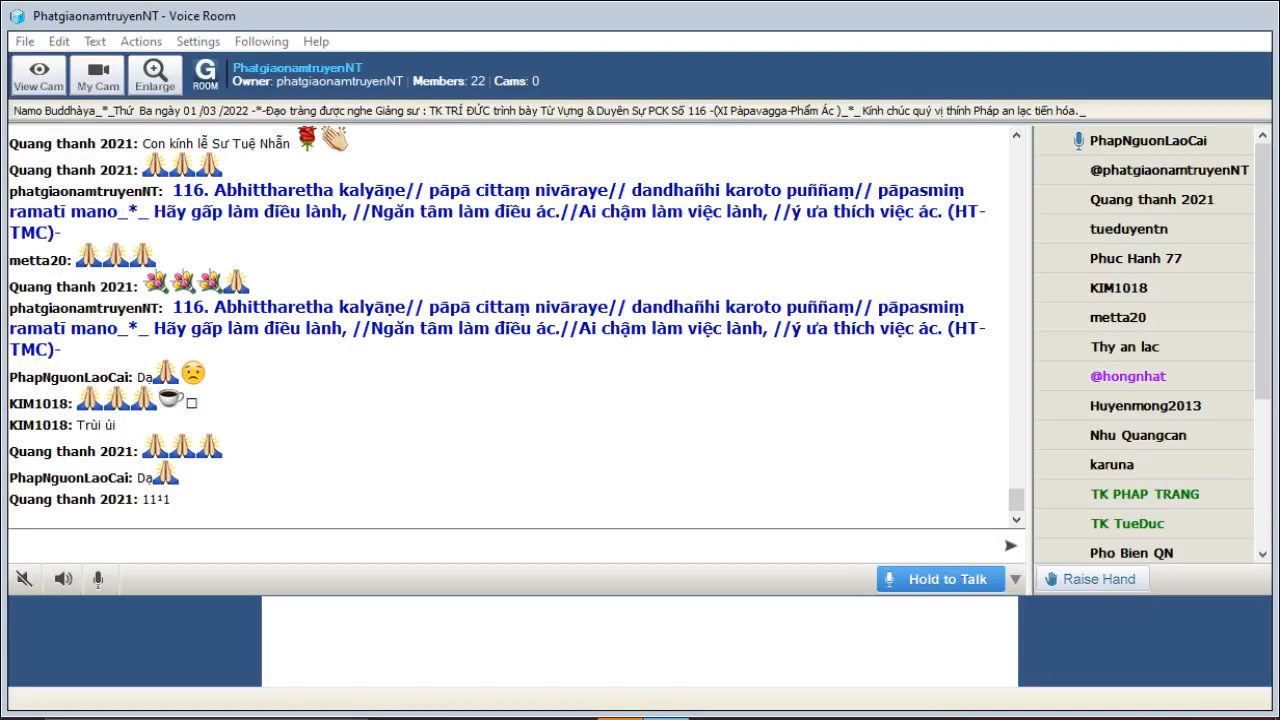 PhatgiaonamtruyenNT - Voice Room
File Edit Text Actions Settings Following Help
View Cam My Cam Enlarge G ROOM
PhatgiaonamtruyenNT
Owner: phatgiaonamtruyenNT | Members: 22 | Cams: 0
Namo Buddhàya_*_Thứ Ba ngày 01 /03 /2022 -*-Đạo tràng được nghe Giảng sư : TK TRÍ ĐỨC trình bày Từ Vựng & Duyên Sự PCK Số 116 -(XI Pàpavagga-Phẩm Ác )_*_Kính chúc quý vị thính Pháp an lạc tiến hóa._
Quang thanh 2021: Con kính lễ Sư Tuệ Nhẫn
Quang thanh 2021:
phatgiaonamtruyenNT: 116. Abhittharetha kalyāṇe// pāpā cittaṃ nivāraye// dandhañhi karoto puññaṃ// pāpasmiṃ
ramatī mano_*_ Hãy gấp làm điều lành, //Ngăn tâm làm điều ác.//Ai chậm làm việc lành, //ý ưa thích việc ác. (HT-
TMC)-
metta20:
Quang thanh 2021:
phatgiaonamtruyenNT: 116. Abhittharetha kalyāṇe// pāpā cittaṃ nivāraye// dandhañhi karoto puññaṃ// pāpasmiṃ
ramatī mano_*_ Hãy gấp làm điều lành, //Ngăn tâm làm điều ác.//Ai chậm làm việc lành, //ý ưa thích việc ác. (HT-
TMC)-
PhapNguonLaoCai: Dạ
KIM1018:
KIM1018: Trùi ủi
Quang thanh 2021:
PhapNguonLaoCai: Dạ
Quang thanh 2021: 11¹1
PhapNguonLaoCai
@phatgiaonamtruyenNT
Quang thanh 2021
tueduyentn
Phuc Hanh 77
KIM1018
metta20
Thy an lac
@hongnhat
Huyenmong2013
Nhu Quangcan
karuna
TK PHAP TRANG
TK TueDuc
Pho Bien QN
Hold to Talk
Raise Hand